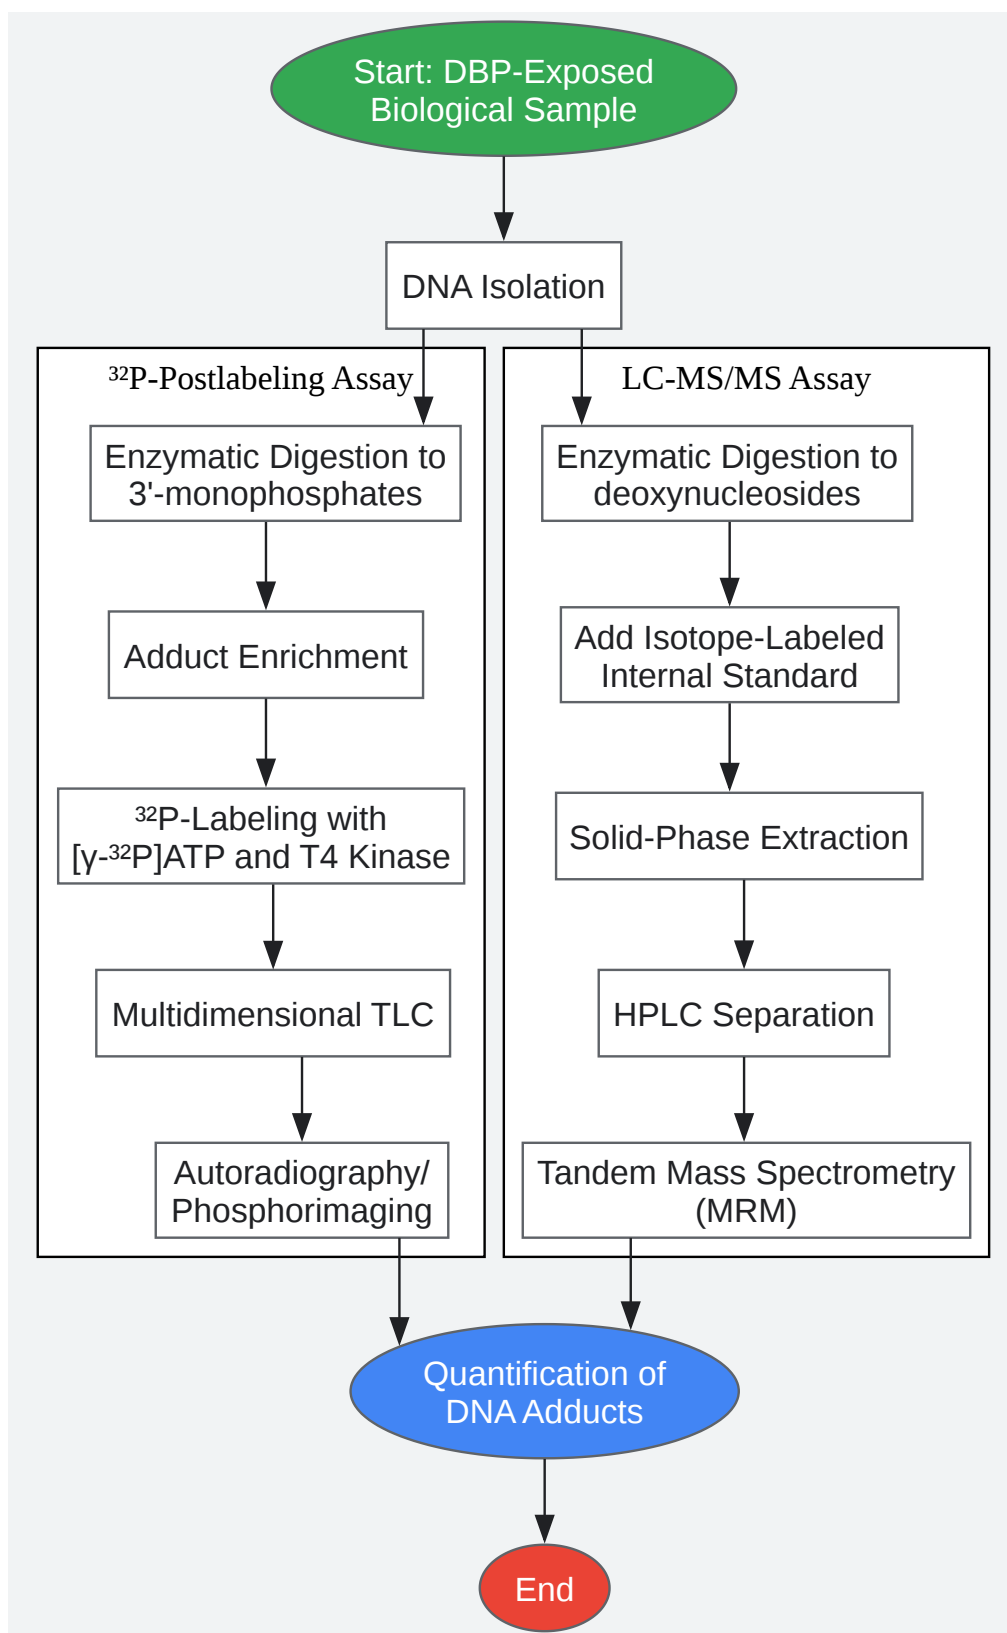 Start: DBP-Exposed
Biological Sample
DNA Isolation
³²P-Postlabeling Assay
Enzymatic Digestion to
3'-monophosphates
Adduct Enrichment
³²P-Labeling with
[γ-³²P]ATP and T4 Kinase
Multidimensional TLC
Autoradiography/
Phosphorimaging
LC-MS/MS Assay
Enzymatic Digestion to
deoxynucleosides
Add Isotope-Labeled
Internal Standard
Solid-Phase Extraction
HPLC Separation
Tandem Mass Spectrometry
(MRM)
Quantification of
DNA Adducts
End